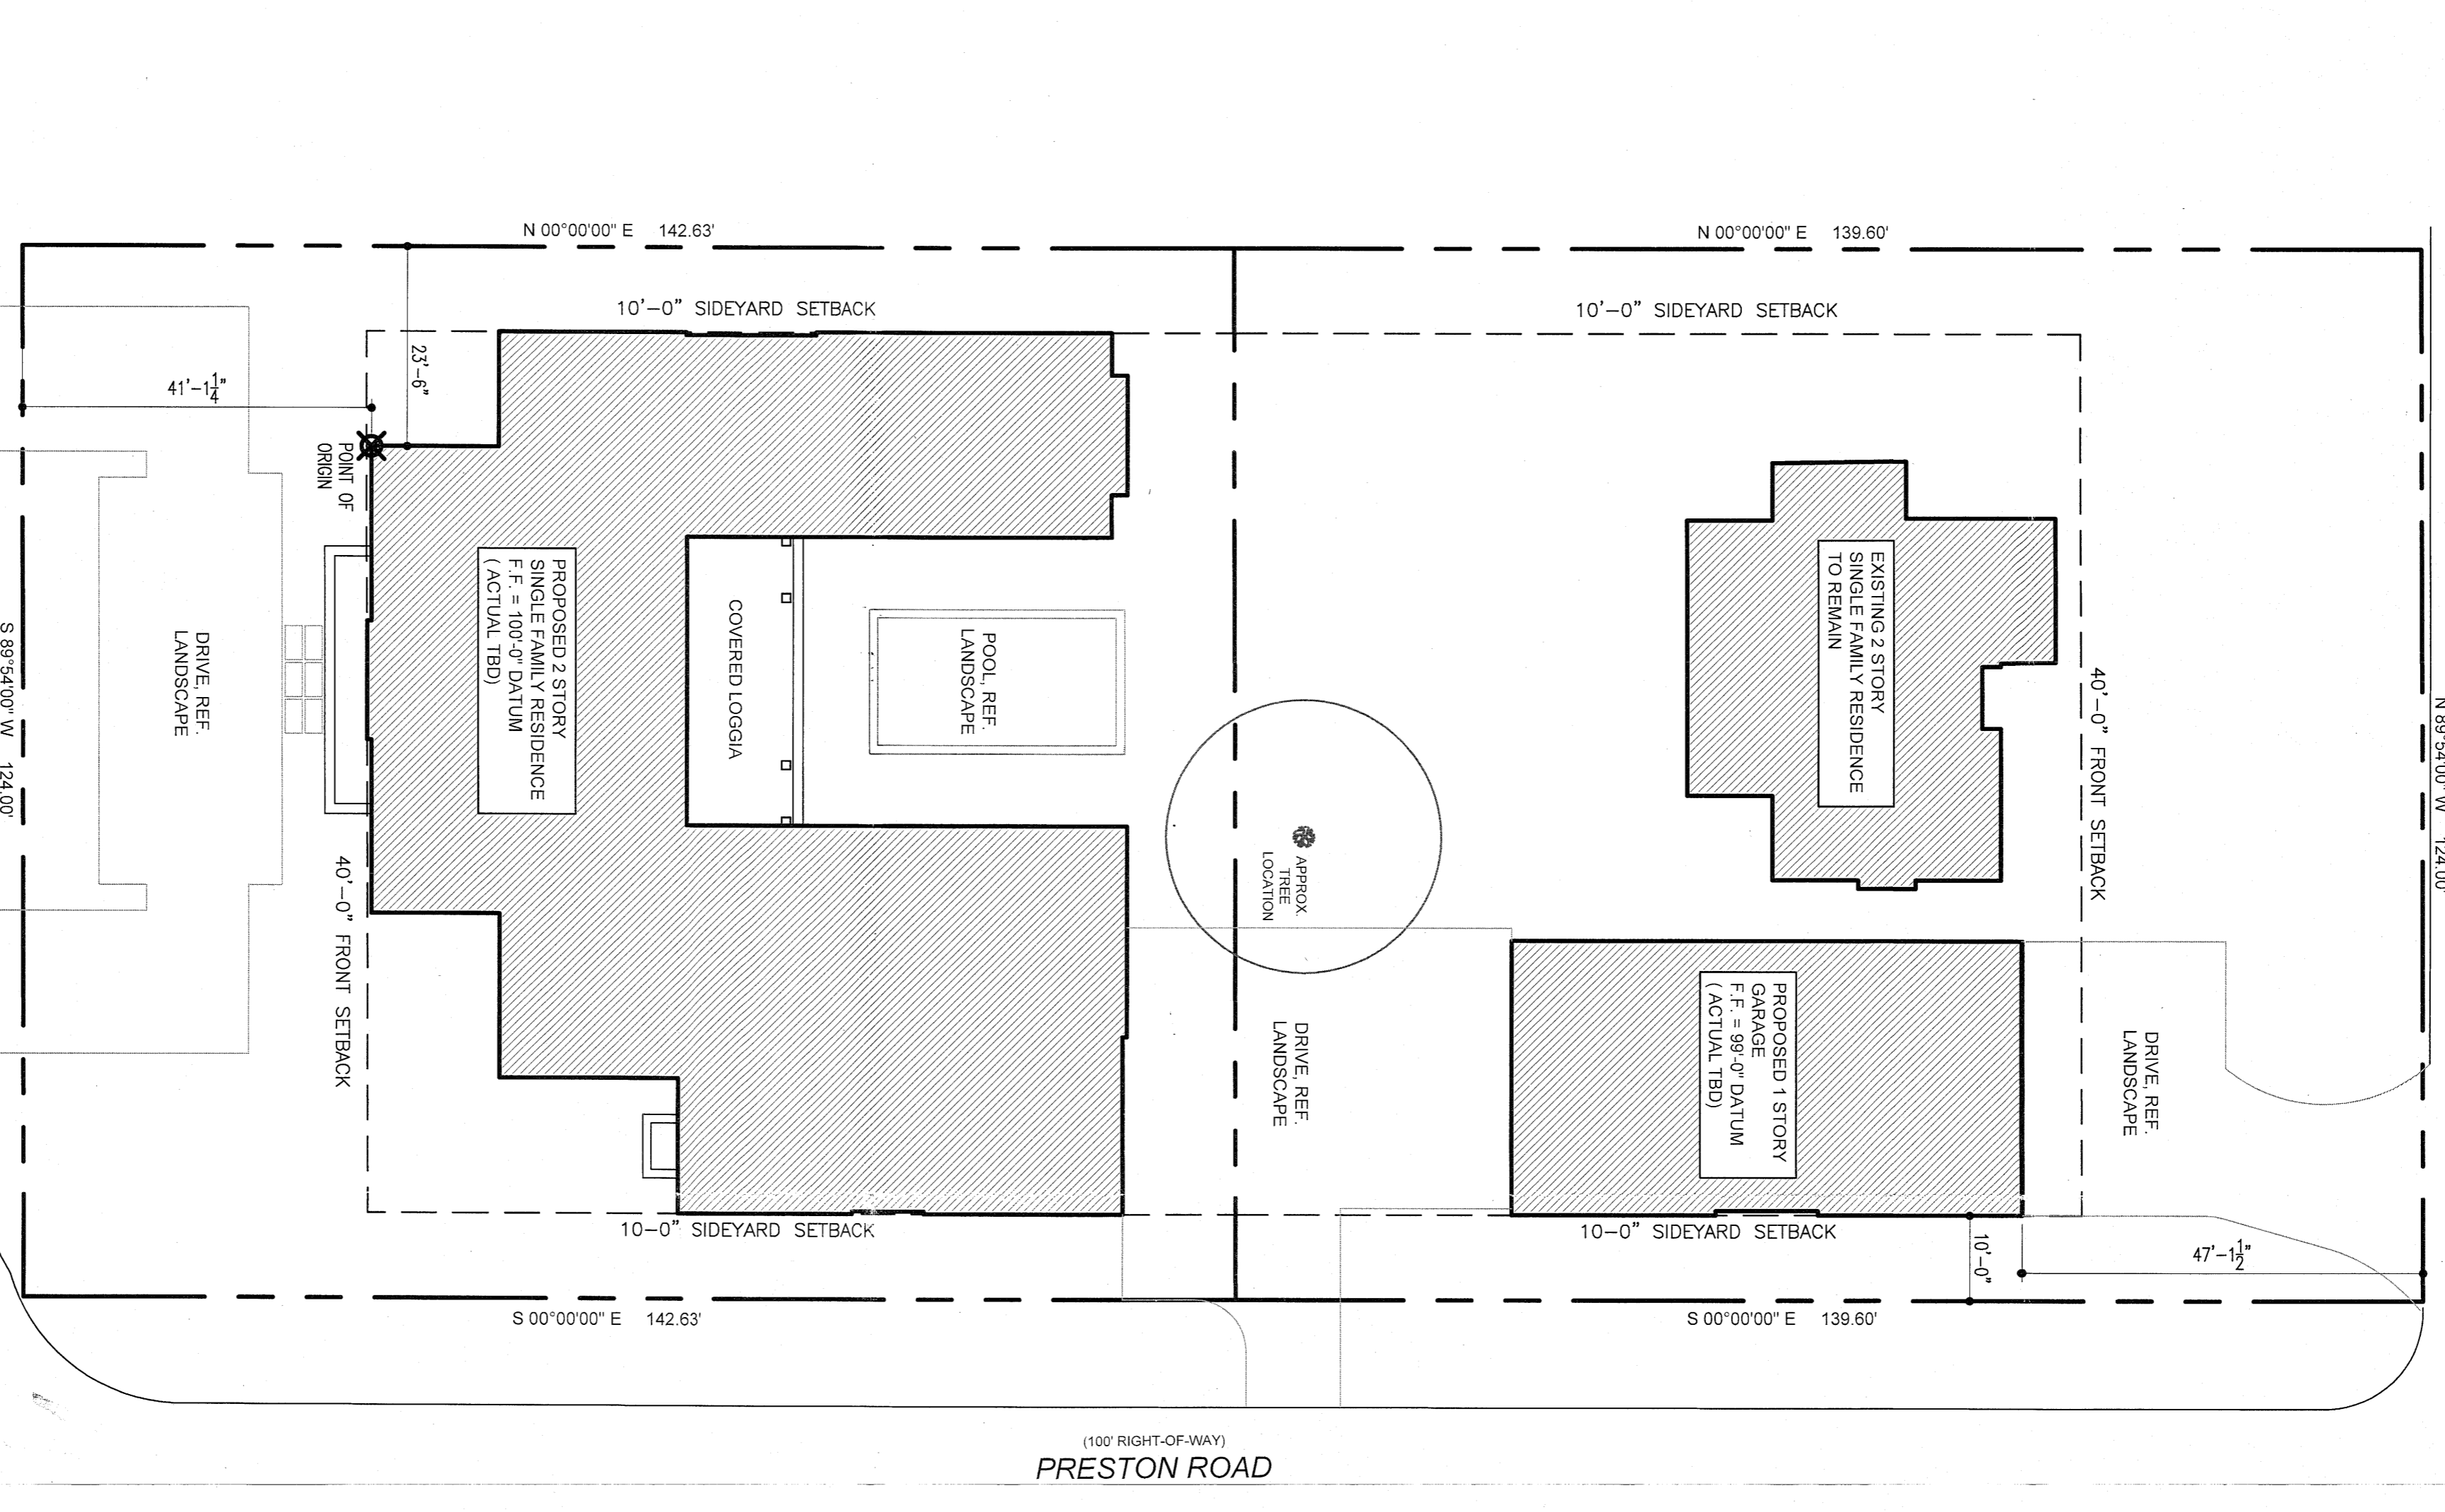 N 00°00'00" E 142.63'
N 00°00'00" E 139.60'
10'–0" SIDEYARD SETBACK
10'–0" SIDEYARD SETBACK
23'–6"
41'–1 1/4"
POINT OF
ORIGIN
S 89°54'00" W 124.00'
DRIVE, REF.
LANDSCAPE
PROPOSED 2 STORY
SINGLE FAMILY RESIDENCE
F.F. = 100'-0" DATUM
( ACTUAL TBD)
COVERED LOGGIA
POOL, REF.
LANDSCAPE
EXISTING 2 STORY
SINGLE FAMILY RESIDENCE
TO REMAIN
40'–0" FRONT SETBACK
N 89°54'00" W 124.00'
40'–0" FRONT SETBACK
APPROX.
TREE
LOCATION
DRIVE, REF.
LANDSCAPE
PROPOSED 1 STORY
GARAGE
F.F. = 99'-0" DATUM
( ACTUAL TBD)
DRIVE, REF.
LANDSCAPE
10–0" SIDEYARD SETBACK
10–0" SIDEYARD SETBACK
10'–0"
47'–1 1/2"
S 00°00'00" E 142.63'
S 00°00'00" E 139.60'
(100' RIGHT-OF-WAY)
PRESTON ROAD